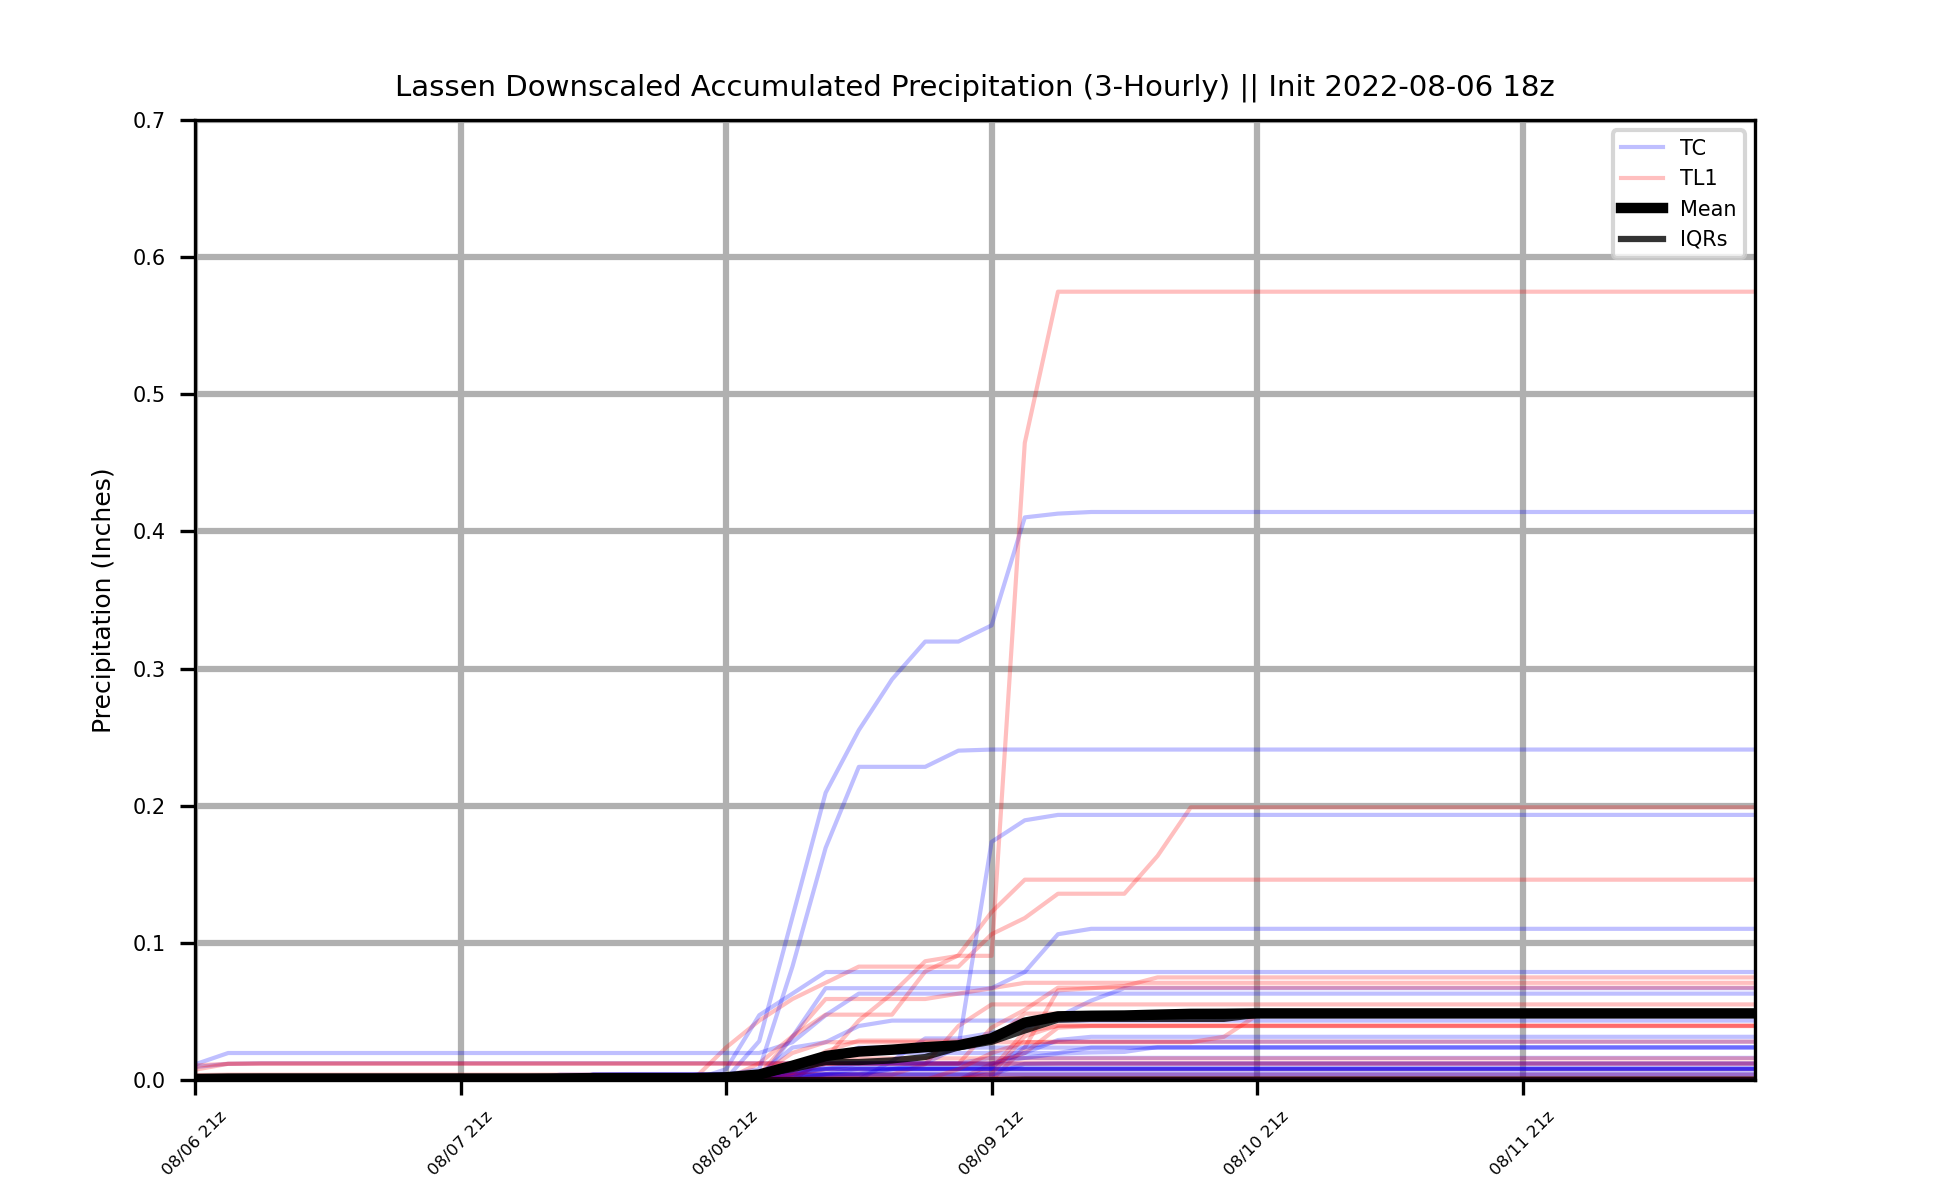 Lassen Downscaled Accumulated Precipitation (3-Hourly) || Init 2022-08-06 18z
TC
TL1
Mean
IQRs
Precipitation (Inches)
0.7
0.6
0.5
0.4
0.3
0.2
0.1
0.0
08/06 21z
08/07 21z
08/08 21z
08/09 21z
08/10 21z
08/11 21z